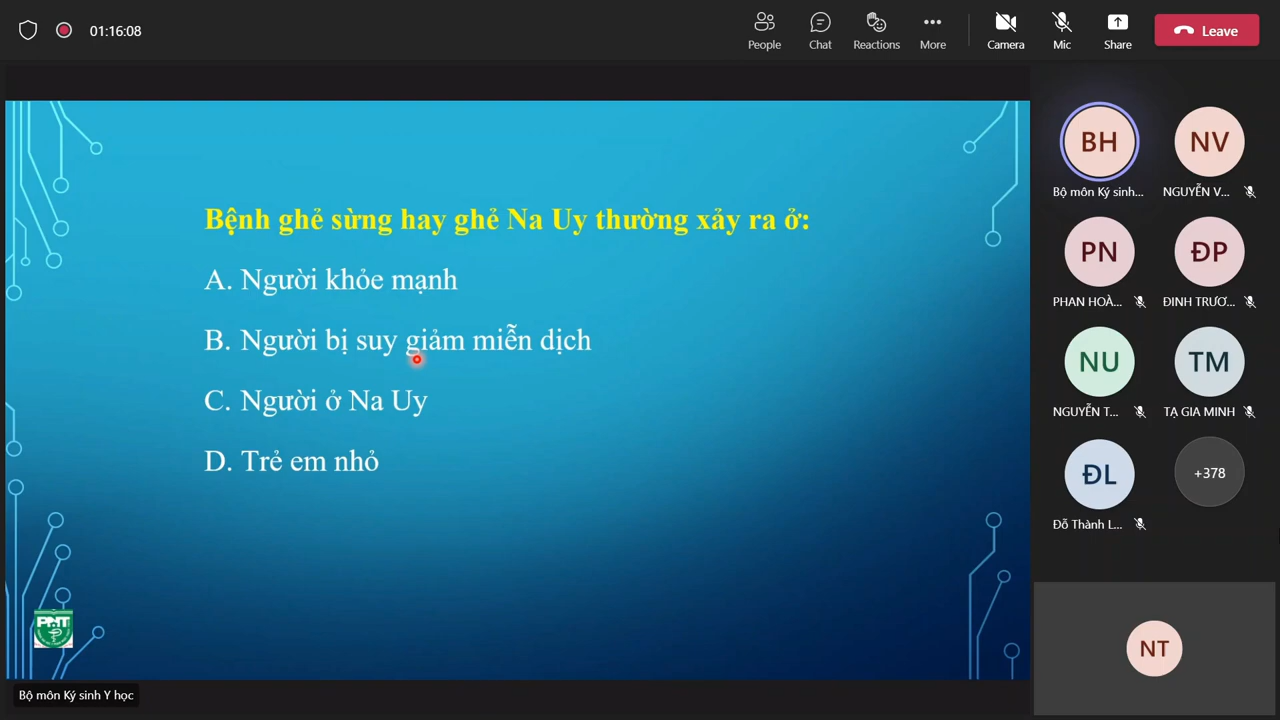 01:16:08
People
Chat
Reactions
More
Camera
Mic
Share
Leave
Bệnh ghẻ sừng hay ghẻ Na Uy thường xảy ra ở:
A. Người khỏe mạnh
B. Người bị suy giảm miễn dịch
C. Người ở Na Uy
D. Trẻ em nhỏ
PNT
Bộ môn Ký sinh Y học
BH
NV
Bộ môn Ký sinh...
NGUYỄN V...
PN
ĐP
PHAN HOÀ...
ĐINH TRƯƠ...
NU
TM
NGUYỄN T...
TẠ GIA MINH
ĐL
+378
Đỗ Thành L...
NT